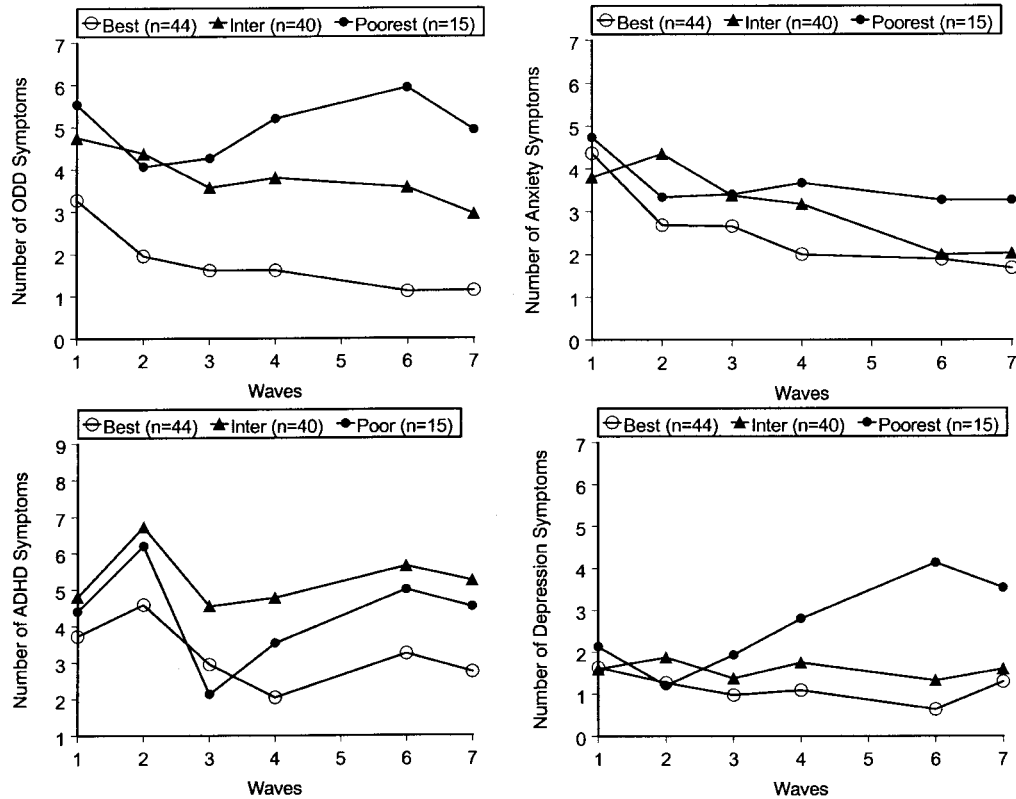 Best (n=44) Inter (n=40) Poorest (n=15)
7
6
5
4
3
2
1
0
Number of ODD Symptoms
1 2 3 4 5 6 7
Waves
Best (n=44) Inter (n=40) Poorest (n=15)
7
6
5
4
3
2
1
0
Number of Anxiety Symptoms
1 2 3 4 5 6 7
Waves
Best (n=44) Inter (n=40) Poor (n=15)
9
8
7
6
5
4
3
2
1
Number of ADHD Symptoms
1 2 3 4 5 6 7
Waves
Best (n=44) Inter (n=40) Poorest (n=15)
7
6
5
4
3
2
1
0
Number of Depression Symptoms
1 2 3 4 5 6 7
Waves